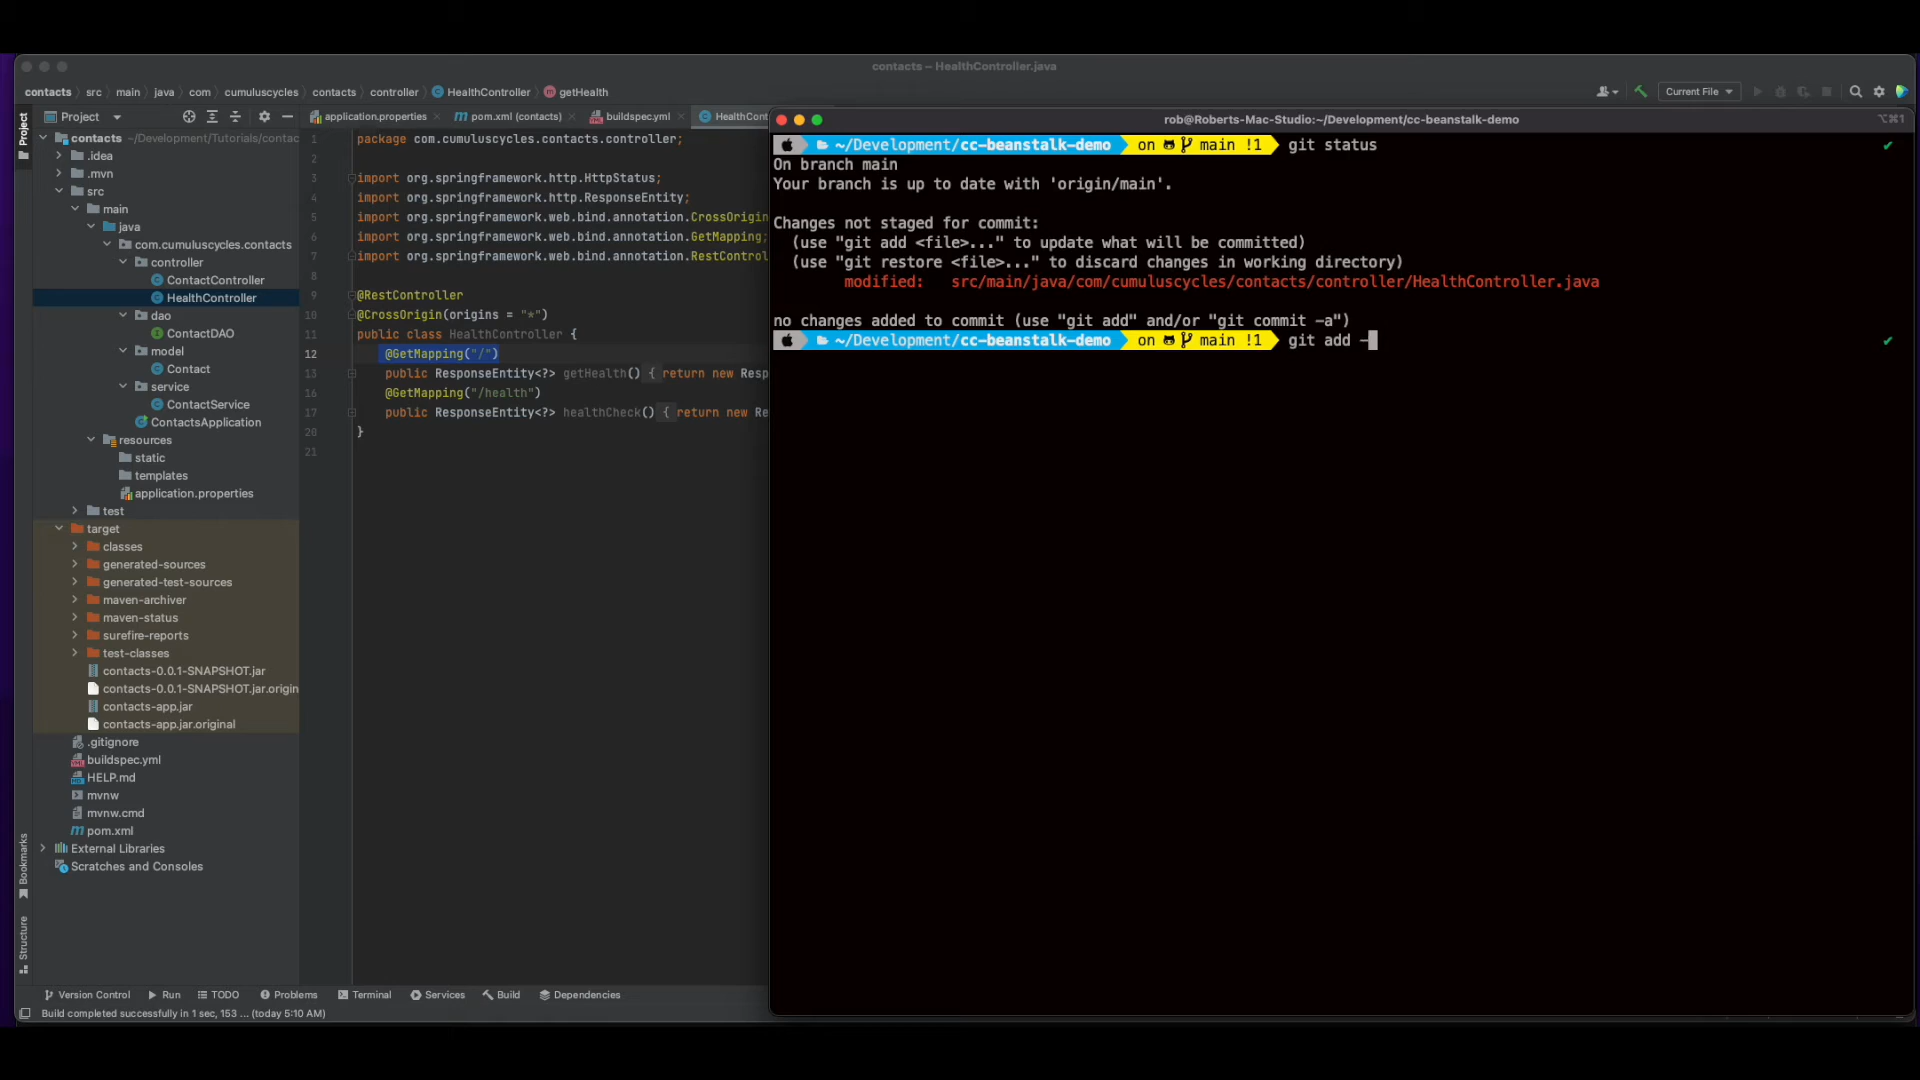 contacts – HealthController.java
contacts src main java com cumuluscycles contacts controller HealthController getHealth
Current File
Project
application.properties
pom.xml (contacts)
buildspec.yml
HealthCont
Project
contacts ~/Development/Tutorials/contac
.idea
.mvn
src
main
java
com.cumuluscycles.contacts
controller
ContactController
HealthController
dao
ContactDAO
model
Contact
service
ContactService
ContactsApplication
resources
static
templates
application.properties
test
target
classes
generated-sources
generated-test-sources
maven-archiver
maven-status
surefire-reports
test-classes
contacts-0.0.1-SNAPSHOT.jar
contacts-0.0.1-SNAPSHOT.jar.origin
contacts-app.jar
contacts-app.jar.original
.gitignore
buildspec.yml
HELP.md
mvnw
mvnw.cmd
pom.xml
External Libraries
Scratches and Consoles
Bookmarks
Structure
1 package com.cumuluscycles.contacts;
2
3 import org.springframework.http.HttpStatus;
4 import org.springframework.http.ResponseEntity;
5 import org.springframework.web.bind.annotation.CrossOrigin
6 import org.springframework.web.bind.annotation.GetMapping;
7 import org.springframework.web.bind.annotation.RestControl
8
9 @RestController
10 @CrossOrigin(origins = "*")
11 public class HealthController {
12 @GetMapping("/")
13 public ResponseEntity<?> getHealth() { return new Resp
16 @GetMapping("/health")
17 public ResponseEntity<?> healthCheck() { return new Re
20 }
21
rob@Roberts-Mac-Studio:~/Development/cc-beanstalk-demo
⌥⌘1
~/Development/cc-beanstalk-demo on main !1 git status ✔
On branch main
Your branch is up to date with 'origin/main'.
Changes not staged for commit:
(use "git add <file>..." to update what will be committed)
(use "git restore <file>..." to discard changes in working directory)
modified: src/main/java/com/cumuluscycles/contacts/controller/HealthController.java
no changes added to commit (use "git add" and/or "git commit -a")
~/Development/cc-beanstalk-demo on main !1 git add - ✔
Version Control Run TODO Problems Terminal Services Build Dependencies
Build completed successfully in 1 sec, 153 ... (today 5:10 AM)